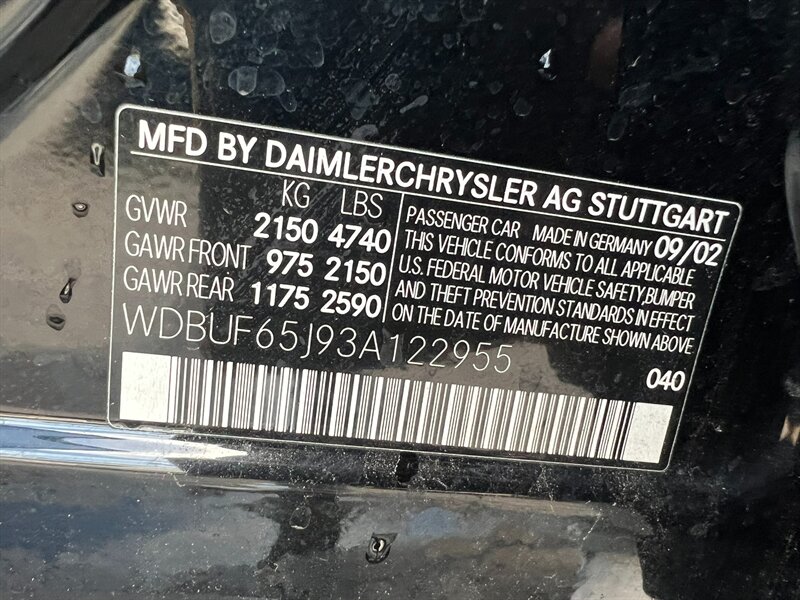 MFD BY DAIMLERCHRYSLER AG STUTTGART
KG LBS
GVWR 2150 4740
GAWR FRONT 975 2150
GAWR REAR 1175 2590
PASSENGER CAR MADE IN GERMANY 09/02
THIS VEHICLE CONFORMS TO ALL APPLICABLE
U.S. FEDERAL MOTOR VEHICLE SAFETY,BUMPER
AND THEFT PREVENTION STANDARDS IN EFFECT
ON THE DATE OF MANUFACTURE SHOWN ABOVE
WDBUF65J93A122955
040